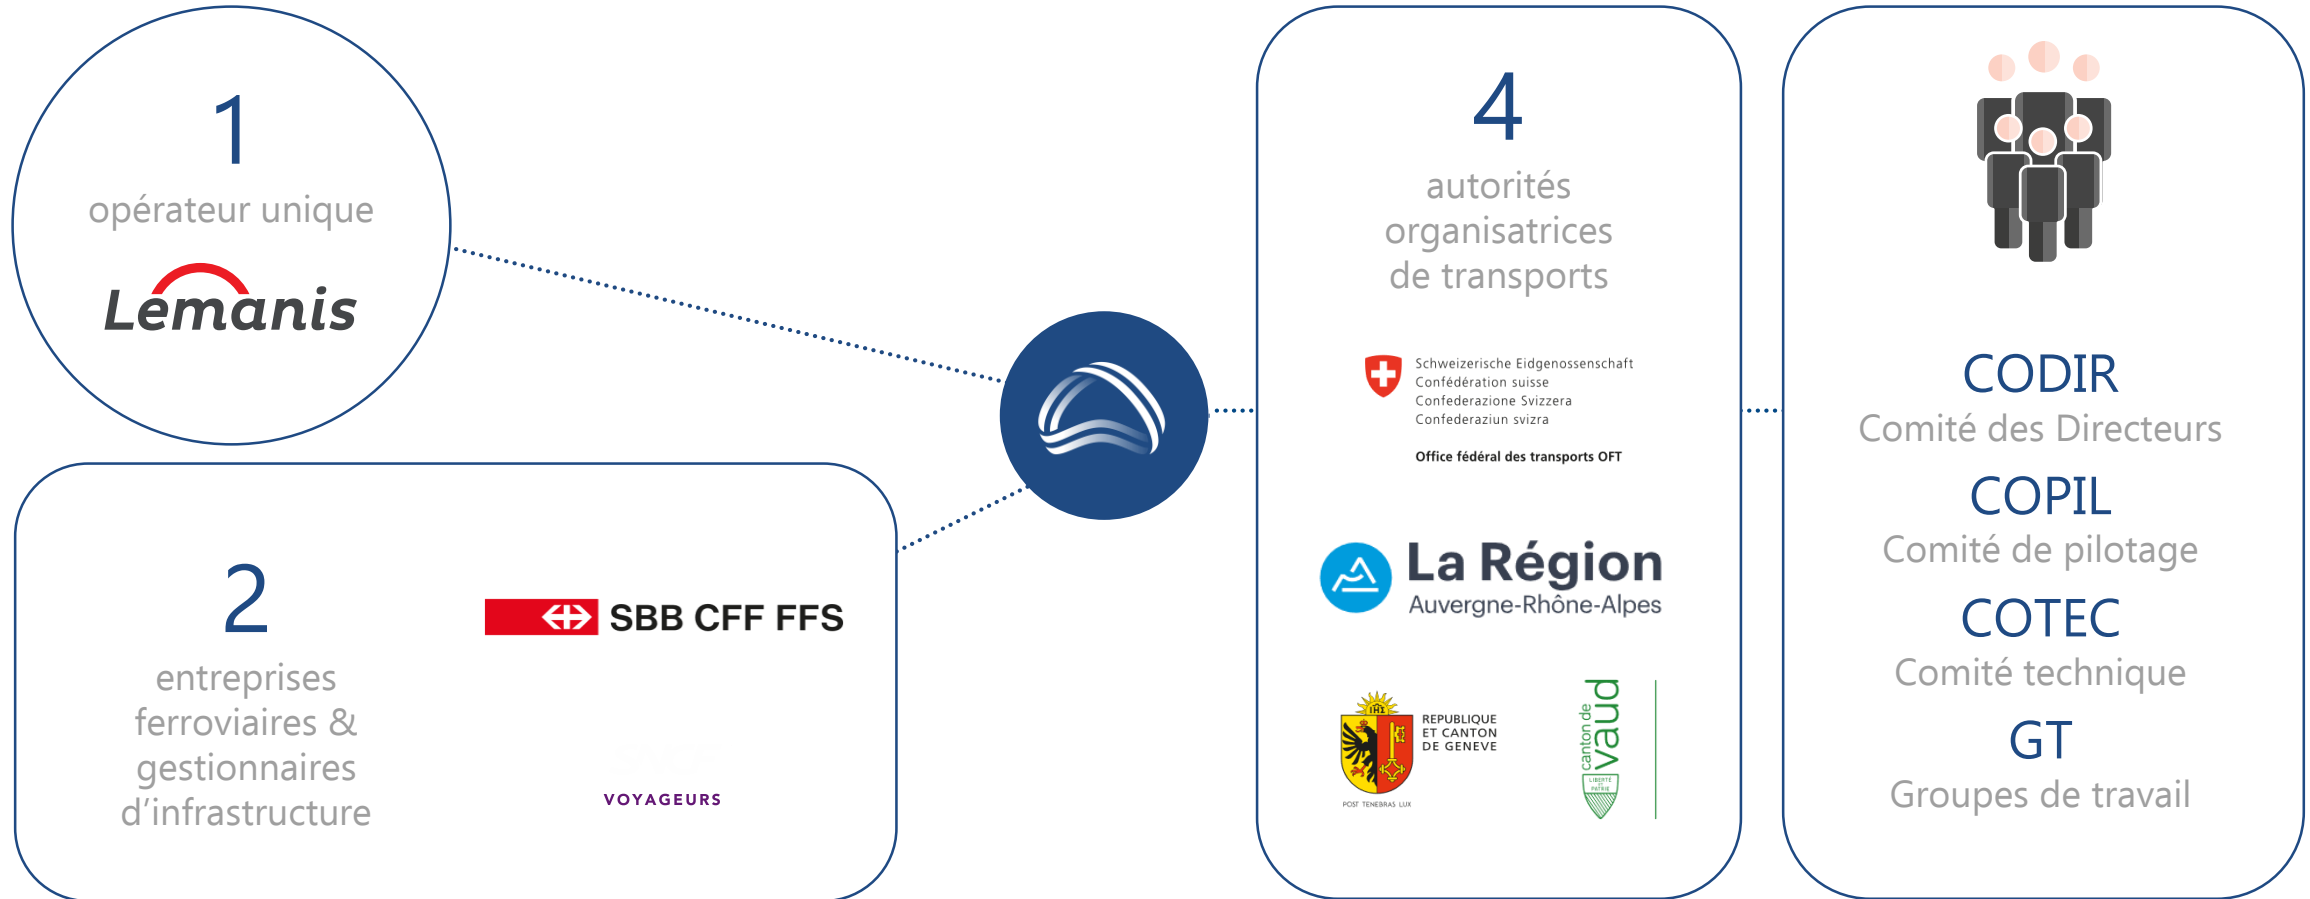 1
opérateur unique
Lemanis
2
entreprises
ferroviaires &
gestionnaires
d'infrastructure
SBB CFF FFS
VOYAGEURS
4
autorités
organisatrices
de transports
Schweizerische Eidgenossenschaft
Confédération suisse
Confederazione Svizzera
Confederaziun svizra
Office fédéral des transports OFT
La Région
Auvergne-Rhône-Alpes
REPUBLIQUE
ET CANTON
DE GENEVE
POST TENEBRAS LUX
canton de
vaud
LIBERTÉ
ET
PATRIE
CODIR
Comité des Directeurs
COPIL
Comité de pilotage
COTEC
Comité technique
GT
Groupes de travail